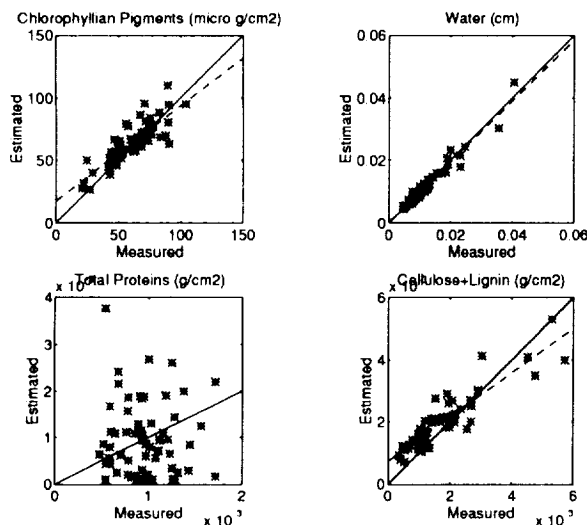 Chlorophyllian Pigments (micro g/cm2)
150
100
50
0
Estimated
0 50 100 150
Measured
Water (cm)
0.06
0.04
0.02
0
Estimated
0 0.02 0.04 0.06
Measured
Total Proteins (g/cm2)
4
3
2
1
0
Estimated
0 1 2
Measured
x 10 3
Cellulose+Lignin (g/cm2)
6
4
2
0
Estimated
0 2 4 6
Measured
x 10 3